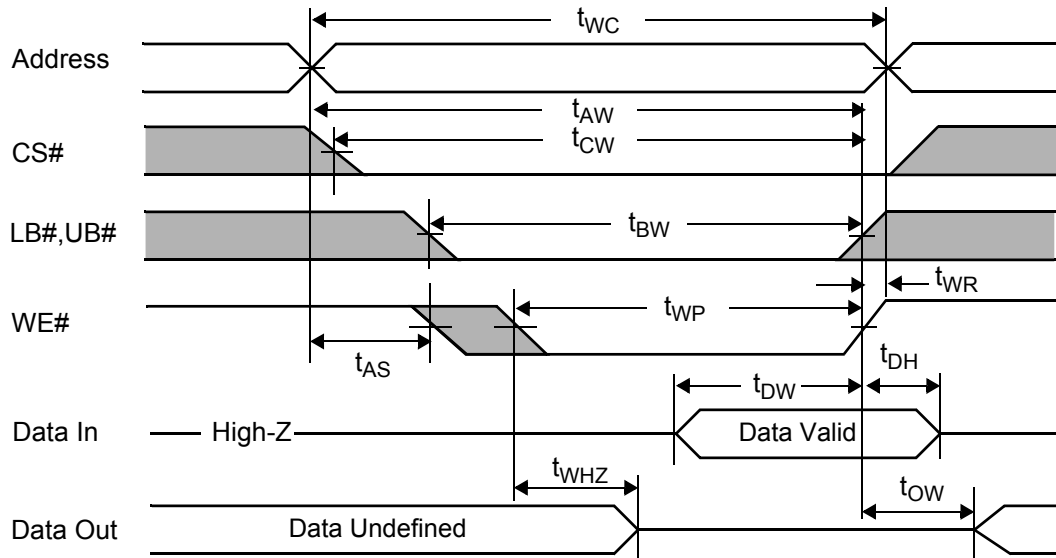 tWC
Address
tAW
tCW
CS#
LB#,UB#
tBW
tWR
WE#
tWP
tAS
tDH
tDW
Data In
High-Z
Data Valid
tWHZ
tOW
Data Out
Data Undefined